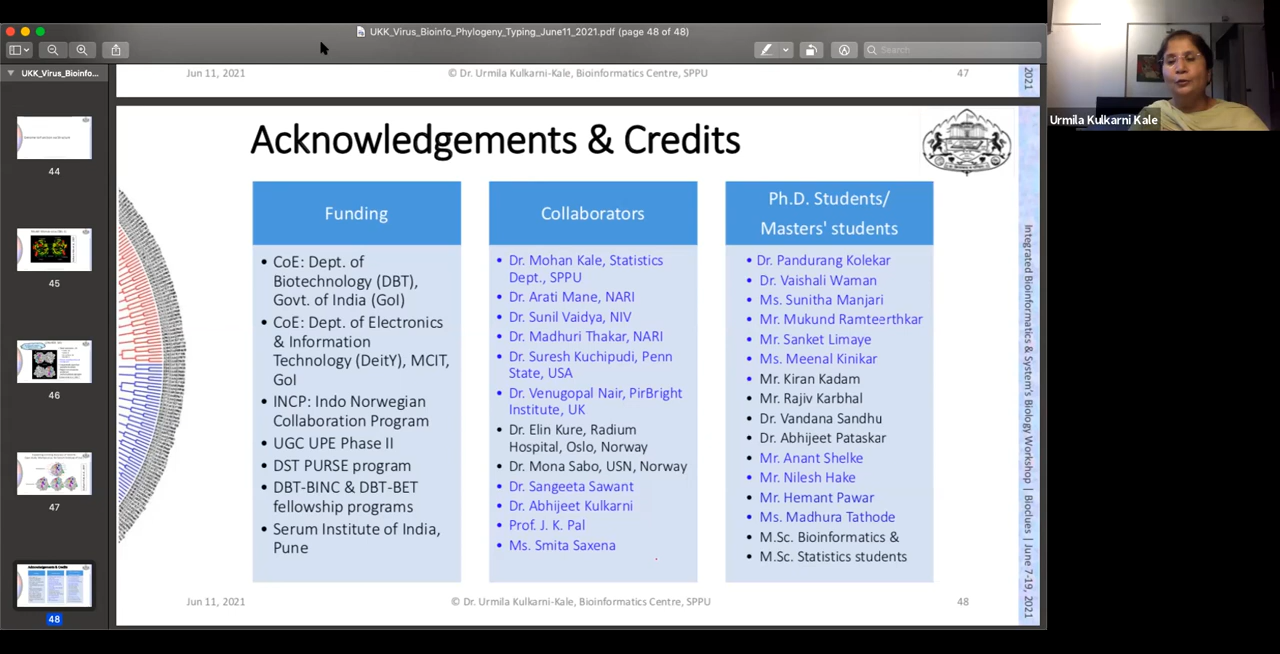 UKK_Virus_Bioinfo_Phylogeny_Typing_June11_2021.pdf (page 48 of 48)
Search
UKK_Virus_Bioinfo...
44
45
46
47
48
Jun 11, 2021
© Dr. Urmila Kulkarni-Kale, Bioinformatics Centre, SPPU
47
2021
Acknowledgements & Credits
Funding
• CoE: Dept. of
Biotechnology (DBT),
Govt. of India (GoI)
• CoE: Dept. of Electronics
& Information
Technology (DeitY), MCIT,
GoI
• INCP: Indo Norwegian
Collaboration Program
• UGC UPE Phase II
• DST PURSE program
• DBT-BINC & DBT-BET
fellowship programs
• Serum Institute of India,
Pune
Collaborators
• Dr. Mohan Kale, Statistics
Dept., SPPU
• Dr. Arati Mane, NARI
• Dr. Sunil Vaidya, NIV
• Dr. Madhuri Thakar, NARI
• Dr. Suresh Kuchipudi, Penn
State, USA
• Dr. Venugopal Nair, PirBright
Institute, UK
• Dr. Elin Kure, Radium
Hospital, Oslo, Norway
• Dr. Mona Sabo, USN, Norway
• Dr. Sangeeta Sawant
• Dr. Abhijeet Kulkarni
• Prof. J. K. Pal
• Ms. Smita Saxena
Ph.D. Students/
Masters' students
• Dr. Pandurang Kolekar
• Dr. Vaishali Waman
• Ms. Sunitha Manjari
• Mr. Mukund Ramteerthkar
• Mr. Sanket Limaye
• Ms. Meenal Kinikar
• Mr. Kiran Kadam
• Mr. Rajiv Karbhal
• Dr. Vandana Sandhu
• Dr. Abhijeet Pataskar
• Mr. Anant Shelke
• Mr. Nilesh Hake
• Mr. Hemant Pawar
• Ms. Madhura Tathode
• M.Sc. Bioinformatics &
• M.Sc. Statistics students
Integrated Bioinformatics & System's Biology Workshop | Bioclues | June 7-19, 2021
Jun 11, 2021
© Dr. Urmila Kulkarni-Kale, Bioinformatics Centre, SPPU
48
Urmila Kulkarni Kale